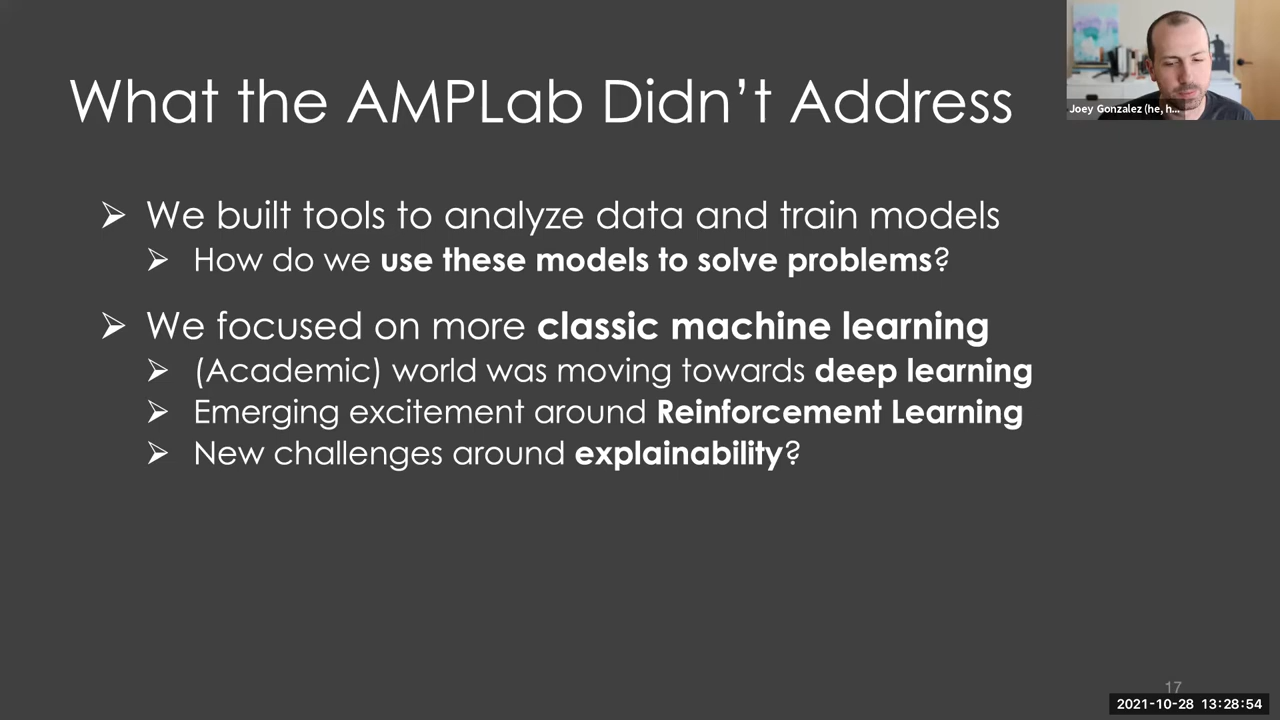 What the AMPLab Didn't Address
Joey Gonzalez (he, h...
➢ We built tools to analyze data and train models
➢ How do we use these models to solve problems?
➢ We focused on more classic machine learning
➢ (Academic) world was moving towards deep learning
➢ Emerging excitement around Reinforcement Learning
➢ New challenges around explainability?
17
2021-10-28 13:28:54